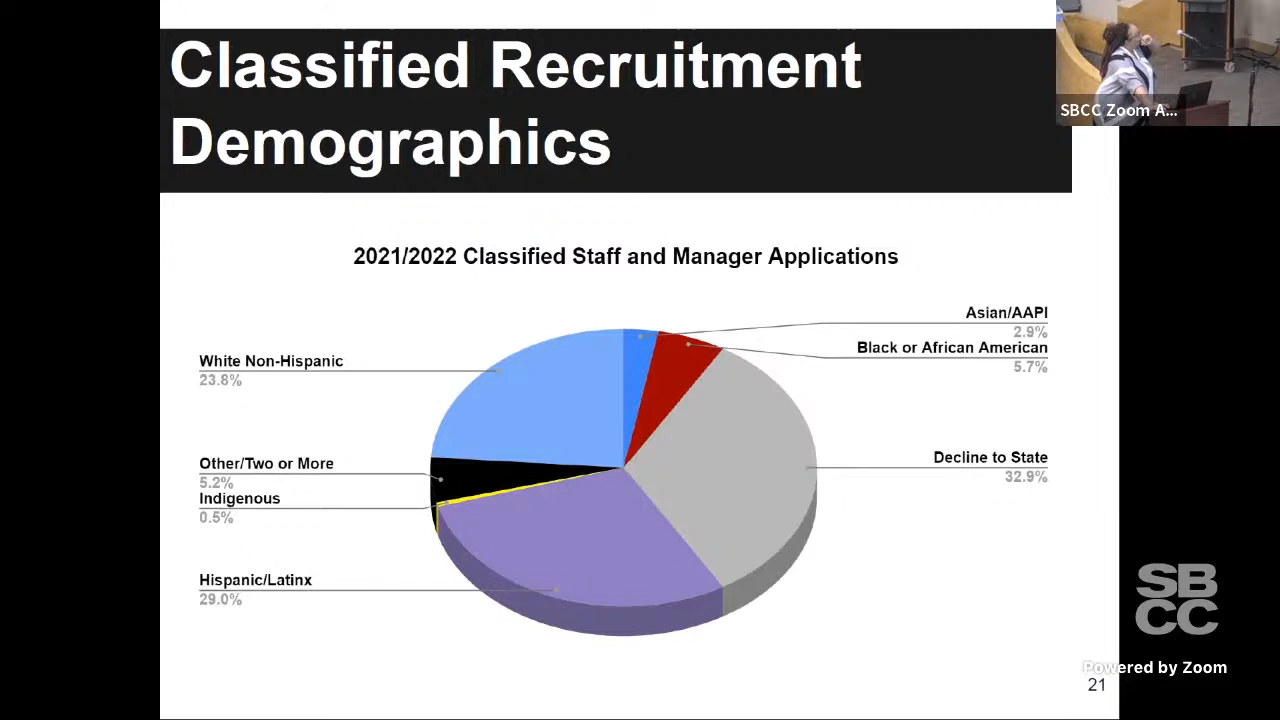 Classified Recruitment
Demographics
SBCC Zoom A...
2021/2022 Classified Staff and Manager Applications
Asian/AAPI
2.9%
Black or African American
5.7%
White Non-Hispanic
23.8%
Decline to State
32.9%
Other/Two or More
5.2%
Indigenous
0.5%
Hispanic/Latinx
29.0%
SB
CC
Powered by Zoom
21